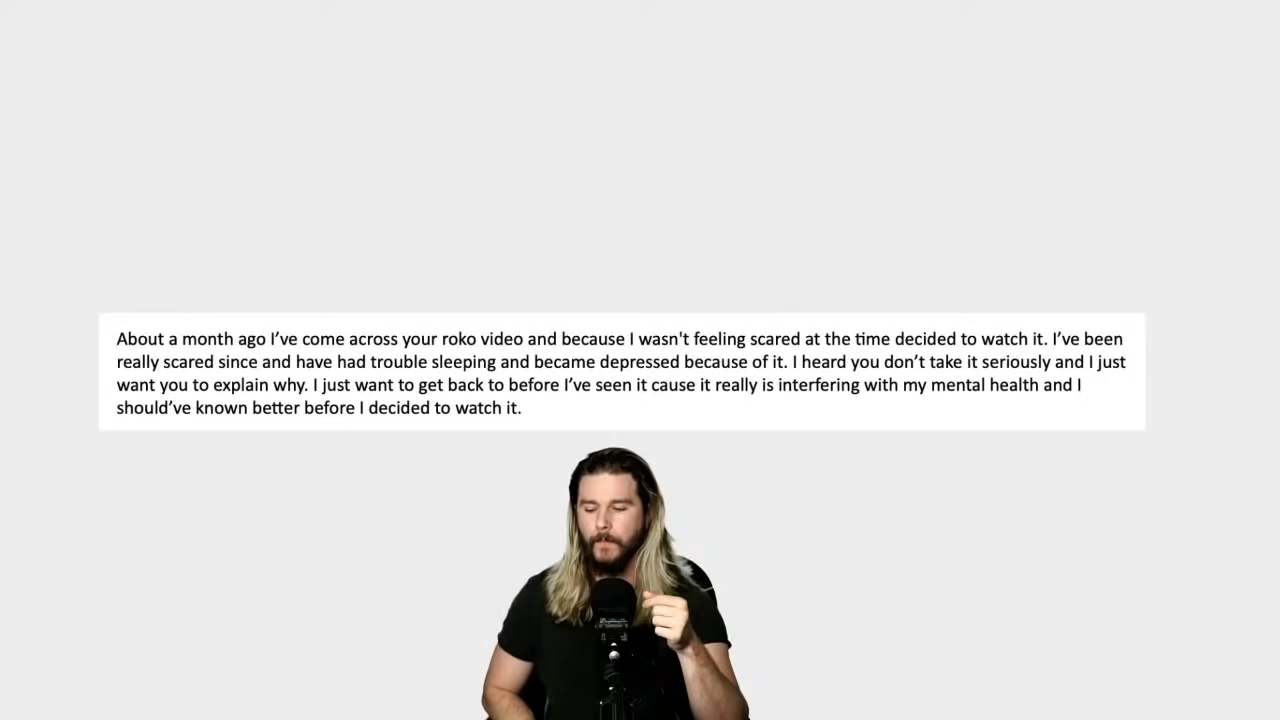 About a month ago I’ve come across your roko video and because I wasn't feeling scared at the time decided to watch it. I’ve been
really scared since and have had trouble sleeping and became depressed because of it. I heard you don’t take it seriously and I just
want you to explain why. I just want to get back to before I’ve seen it cause it really is interfering with my mental health and I
should’ve known better before I decided to watch it.